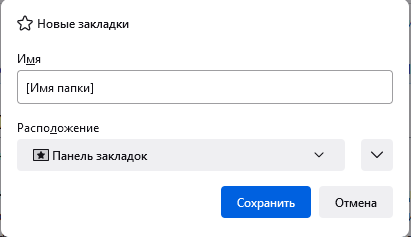 Новые закладки
Имя
[Имя папки]
Расположение
Панель закладок
Сохранить
Отмена